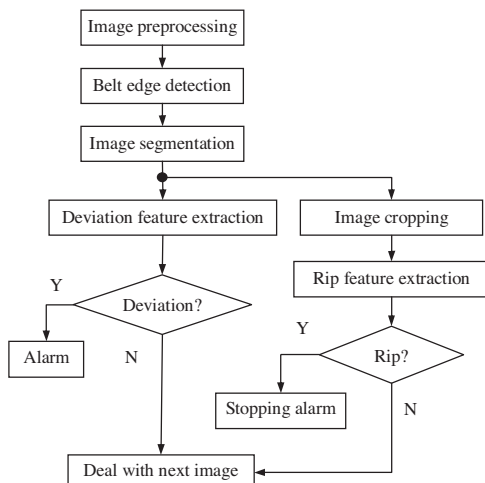 Image preprocessing
Belt edge detection
Image segmentation
Deviation feature extraction
Image cropping
Rip feature extraction
Y
Deviation?
Y
Rip?
Alarm
N
Stopping alarm
N
Deal with next image